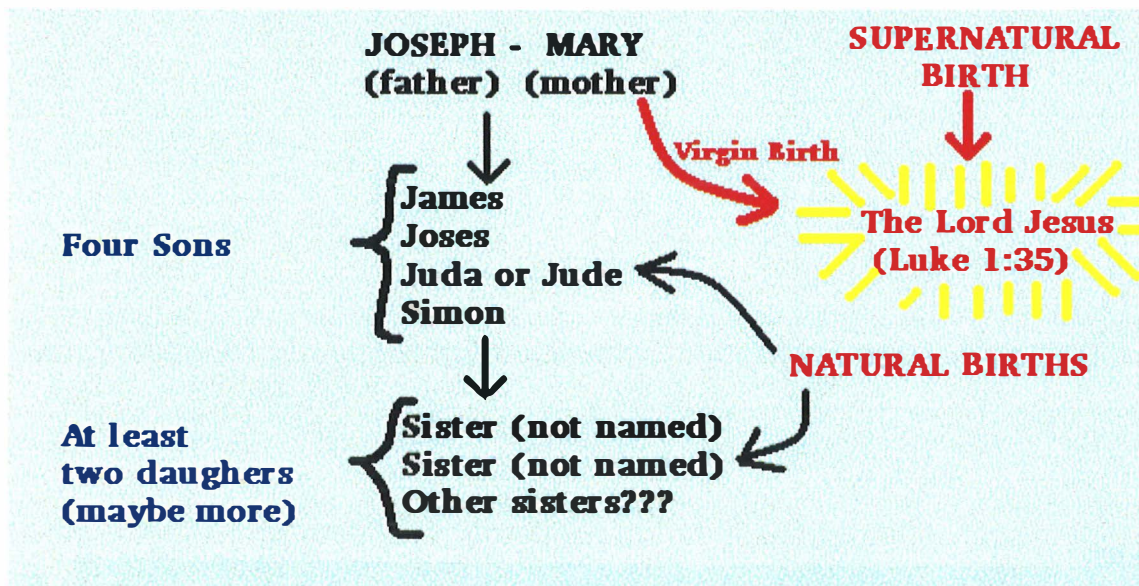 JOSEPH - MARY
(father) (mother)
SUPERNATURAL
BIRTH
Virgin Birth
The Lord Jesus
(Luke 1:35)
Four Sons
James
Joses
Juda or Jude
Simon
NATURAL BIRTHS
At least
two daughers
(maybe more)
Sister (not named)
Sister (not named)
Other sisters???